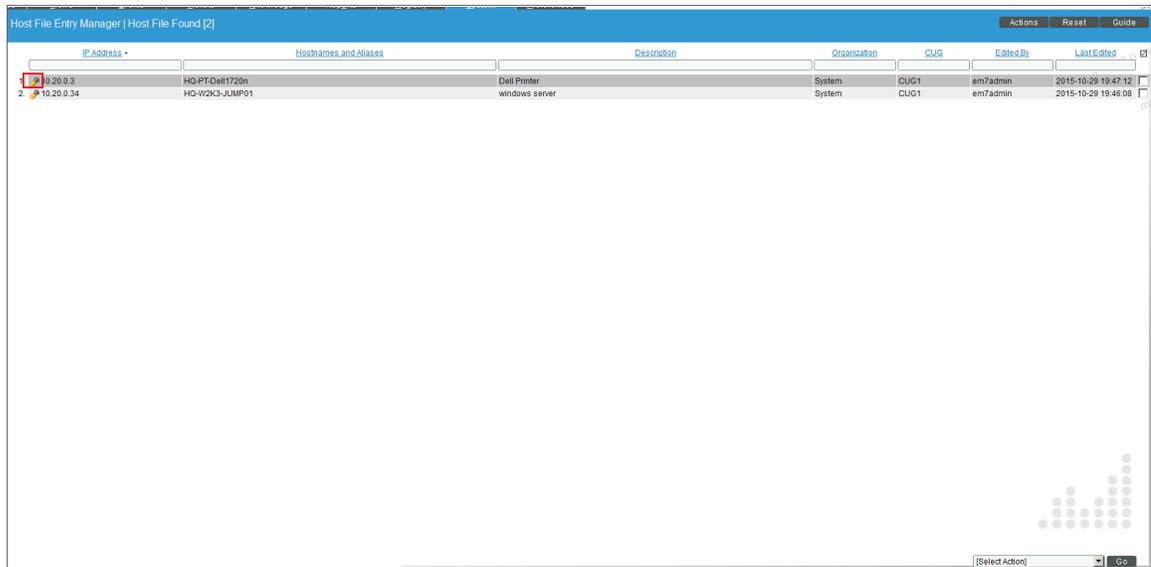 Host File Entry Manager | Host File Found [2]
Actions Reset Guide
IP Address • Hostnames and Aliases Description Organization CUG Edited By Last Edited
1. 10.20.0.3 HQ-PT-Dell1720n Dell Printer System CUG1 em7admin 2015-10-29 19:47:12
2. 10.20.0.34 HQ-W2K3-JUMP01 windows server System CUG1 em7admin 2015-10-29 19:46:08
[Select Action] Go